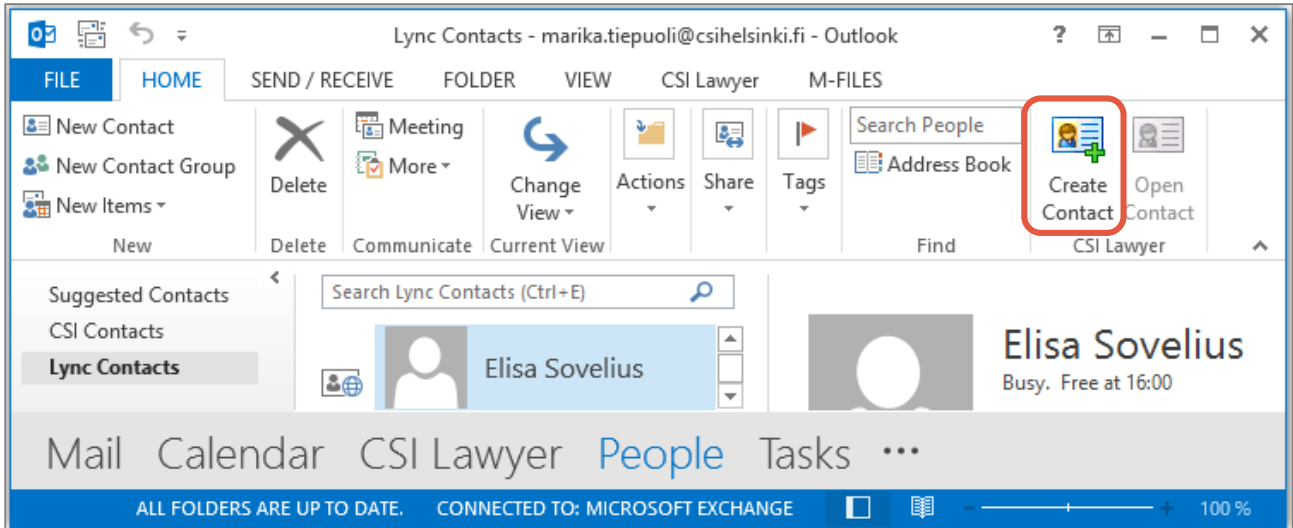 Lync Contacts - marika.tiepuoli@csihelsinki.fi - Outlook
FILE HOME SEND / RECEIVE FOLDER VIEW CSI Lawyer M-FILES
New Contact
New Contact Group
New Items
New
Delete
Delete
Meeting
More
Communicate
Change
View
Current View
Actions
Share
Tags
Search People
Address Book
Find
Create
Contact
Open
Contact
CSI Lawyer
Suggested Contacts
CSI Contacts
Lync Contacts
Search Lync Contacts (Ctrl+E)
Elisa Sovelius
Elisa Sovelius
Busy. Free at 16:00
Mail Calendar CSI Lawyer People Tasks •••
ALL FOLDERS ARE UP TO DATE. CONNECTED TO: MICROSOFT EXCHANGE 100 %